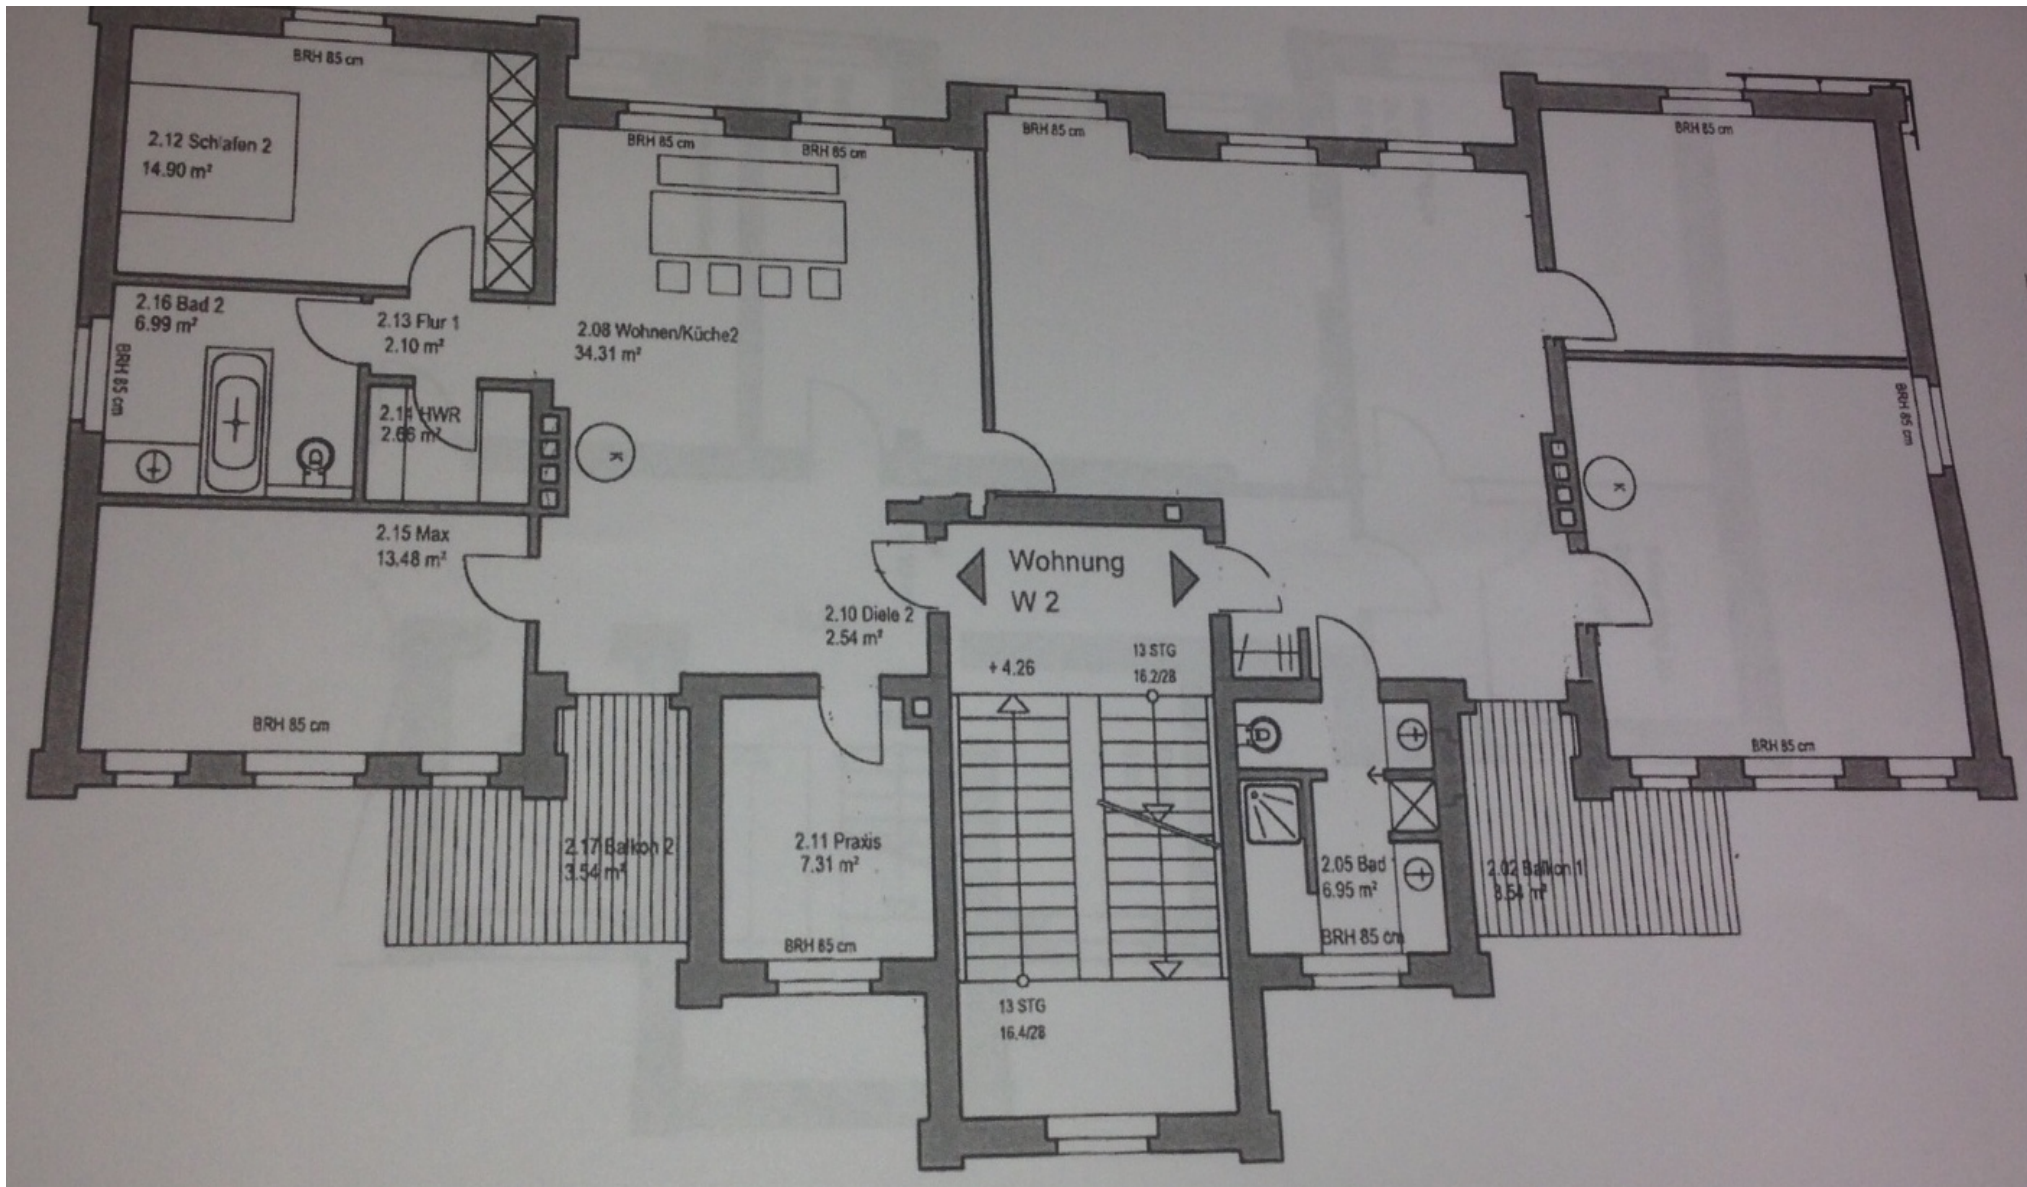 BRH 85 cm
2.12 Schlafen 2
14.90 m²
BRH 85 cm
BRH 85 cm
BRH 85 cm
BRH 85 cm
2.16 Bad 2
6.99 m²
BRH 85 cm
2.13 Flur 1
2.10 m²
2.08 Wohnen/Küche2
34.31 m²
2.14 HWR
2.66 m²
K
K
BRH 85 cm
2.15 Max
13.48 m²
BRH 85 cm
Wohnung
W 2
2.10 Diele 2
2.54 m²
+ 4.26
13 STG
16.2/28
BRH 85 cm
2.17 Balkon 2
3.54 m²
2.11 Praxis
7.31 m²
BRH 85 cm
2.05 Bad 1
6.95 m²
BRH 85 cm
2.02 Balkon 1
3.54 m²
13 STG
16.4/28